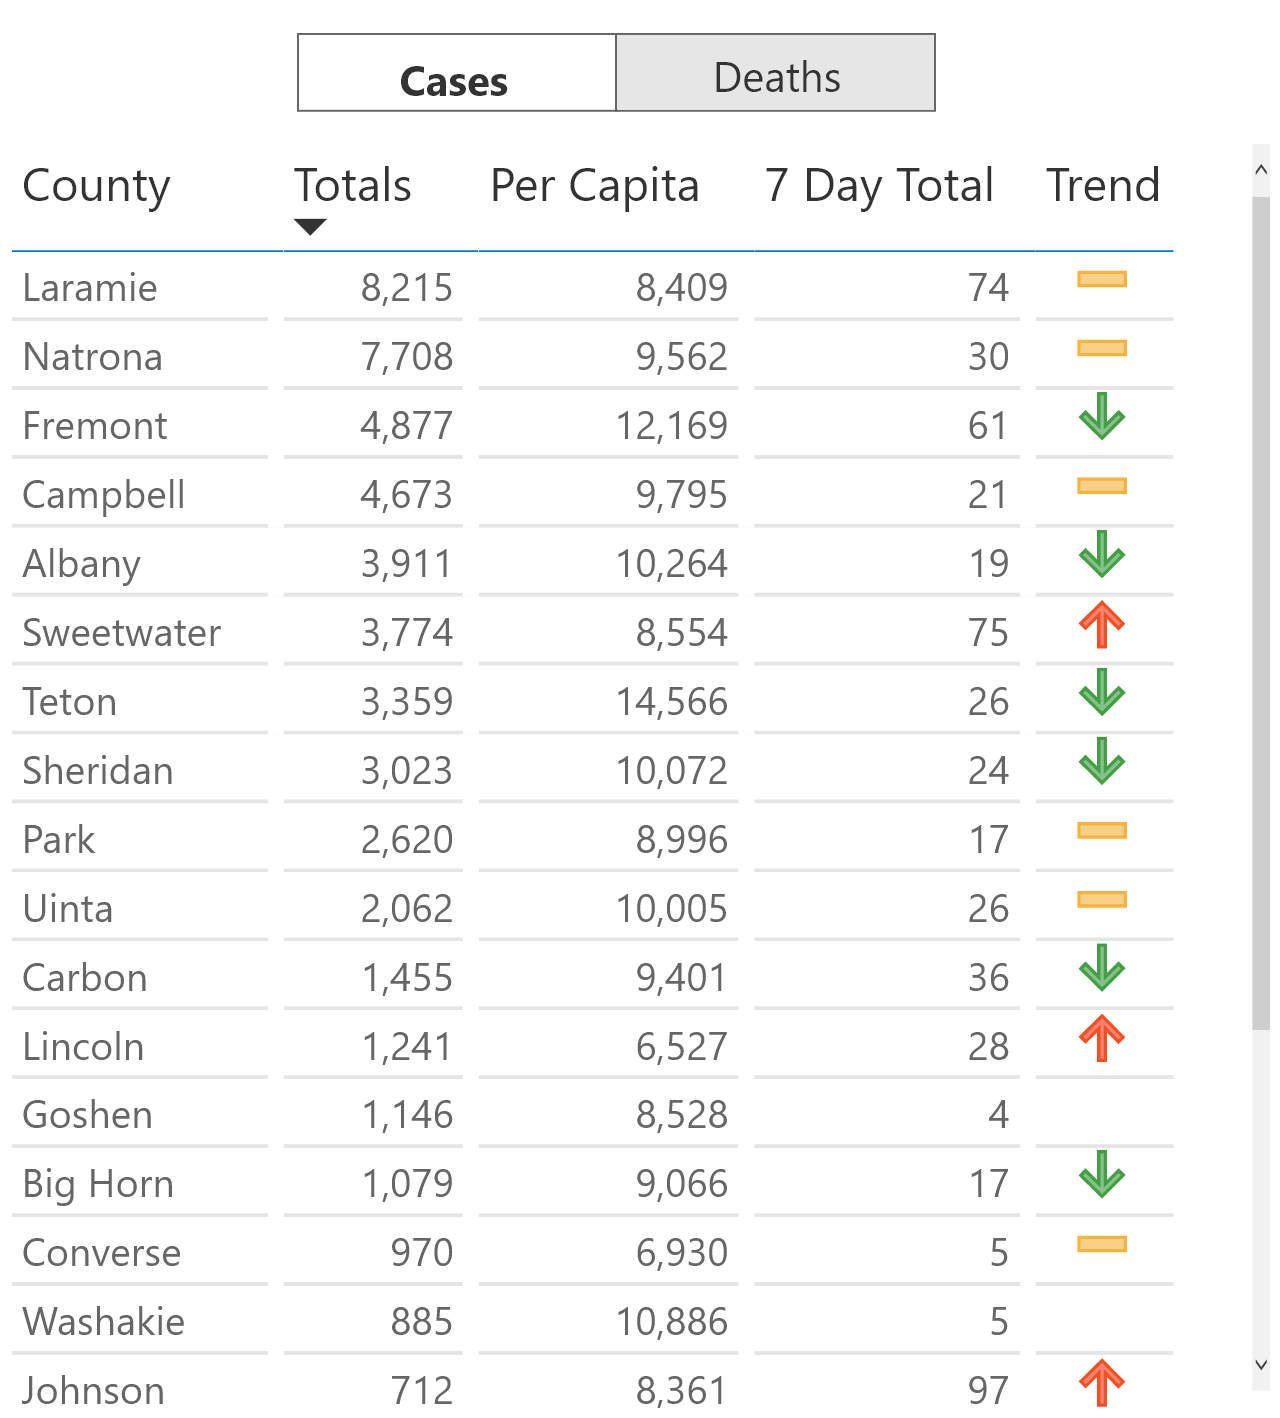 Cases Deaths
County Totals Per Capita 7 Day Total Trend
Laramie 8,215 8,409 74
Natrona 7,708 9,562 30
Fremont 4,877 12,169 61
Campbell 4,673 9,795 21
Albany 3,911 10,264 19
Sweetwater 3,774 8,554 75
Teton 3,359 14,566 26
Sheridan 3,023 10,072 24
Park 2,620 8,996 17
Uinta 2,062 10,005 26
Carbon 1,455 9,401 36
Lincoln 1,241 6,527 28
Goshen 1,146 8,528 4
Big Horn 1,079 9,066 17
Converse 970 6,930 5
Washakie 885 10,886 5
Johnson 712 8,361 97